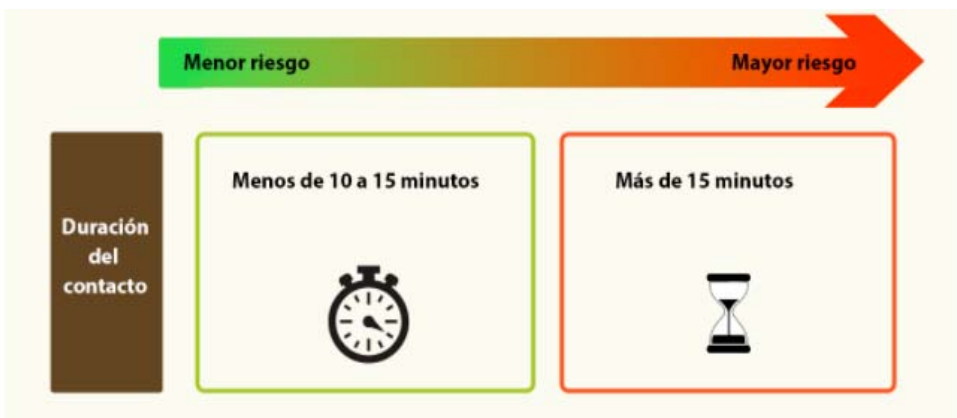 Menor riesgo
Mayor riesgo
Duración
del
contacto
Menos de 10 a 15 minutos
Más de 15 minutos